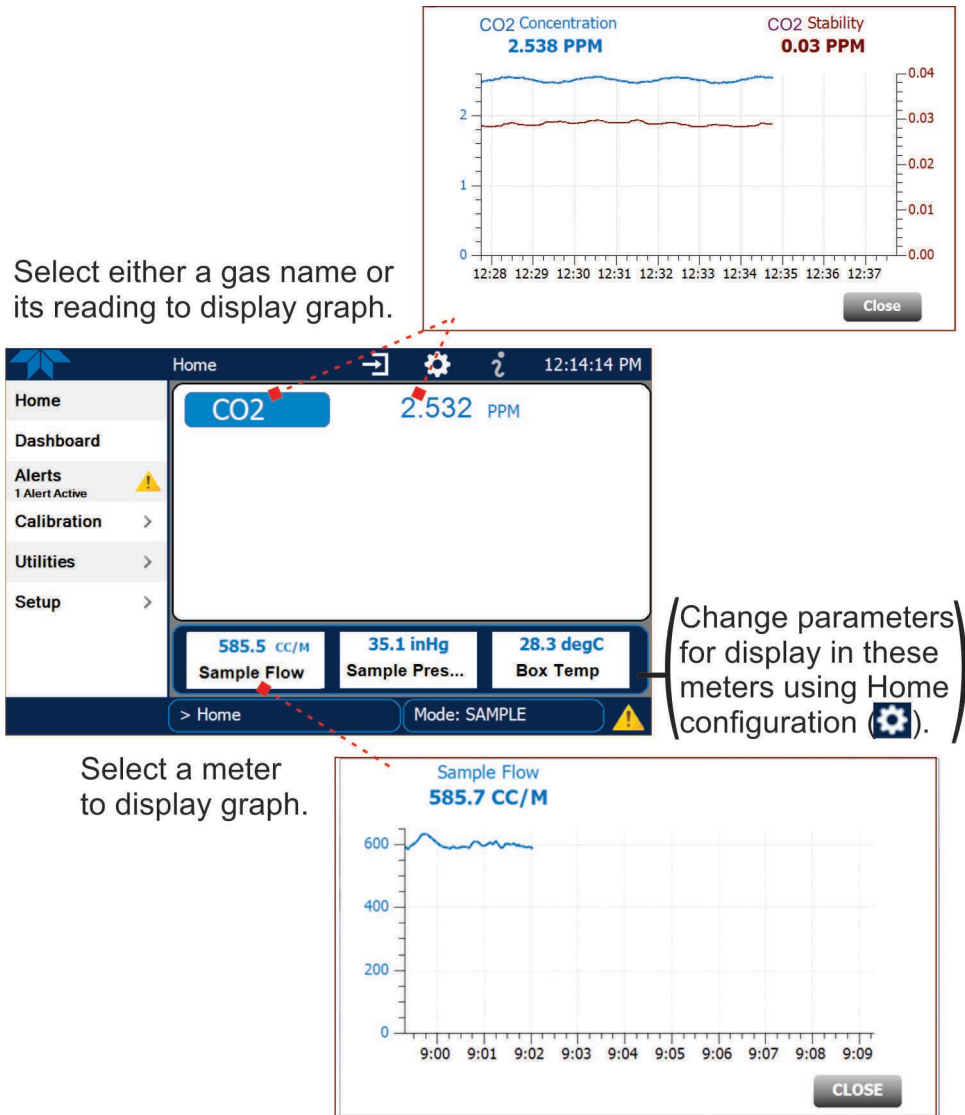 CO2 Concentration
2.538 PPM
CO2 Stability
0.03 PPM
2
1
0
0.04
0.03
0.02
0.01
0.00
12:28 12:29 12:30 12:31 12:32 12:33 12:34 12:35 12:36 12:37
Close
Select either a gas name or
its reading to display graph.
Home
12:14:14 PM
Home
Dashboard
Alerts
1 Alert Active
Calibration
Utilities
Setup
CO2
2.532 PPM
585.5 CC/M
Sample Flow
35.1 inHg
Sample Pres...
28.3 degC
Box Temp
> Home
Mode: SAMPLE
(Change parameters
for display in these
meters using Home
configuration ( ).)
Select a meter
to display graph.
Sample Flow
585.7 CC/M
600
400
200
0
9:00 9:01 9:02 9:03 9:04 9:05 9:06 9:07 9:08 9:09
CLOSE